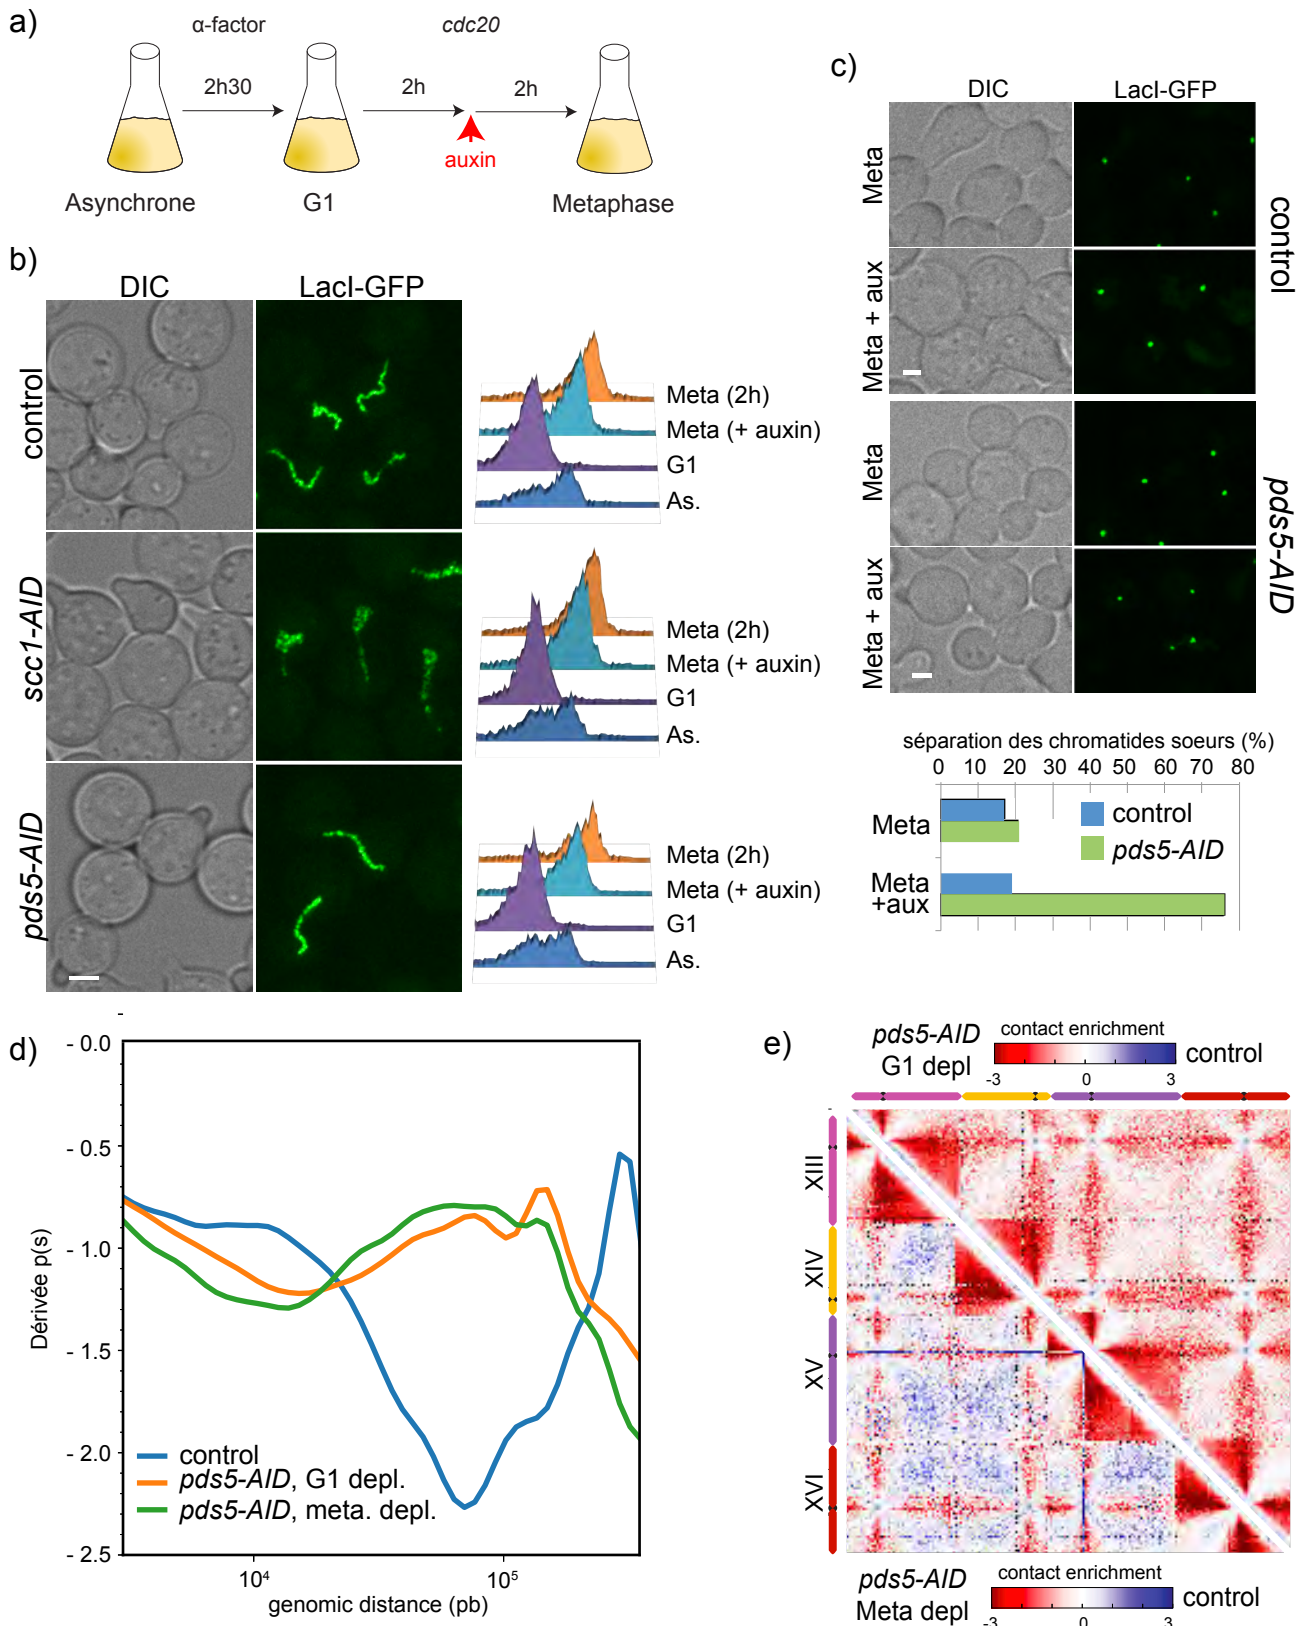 a)
α-factor
cdc20
2h30
2h
2h
auxin
Asynchrone
G1
Metaphase
b)
DIC
LacI-GFP
control
Meta (2h)
Meta (+ auxin)
G1
As.
scc1-AID
Meta (2h)
Meta (+ auxin)
G1
As.
pds5-AID
Meta (2h)
Meta (+ auxin)
G1
As.
c)
DIC
LacI-GFP
Meta
Meta + aux
control
Meta
Meta + aux
pds5-AID
séparation des chromatides soeurs (%)
0 10 20 30 40 50 60 70 80
Meta
control
pds5-AID
Meta
+aux
d)
- 0.0
- 0.5
- 1.0
- 1.5
- 2.0
- 2.5
Dérivée p(s)
control
pds5-AID, G1 depl.
pds5-AID, meta. depl.
10⁴
10⁵
genomic distance (pb)
e)
pds5-AID
G1 depl
contact enrichment
-3 0 3
control
XIII
XIV
XV
XVI
pds5-AID
Meta depl
contact enrichment
-3 0 3
control